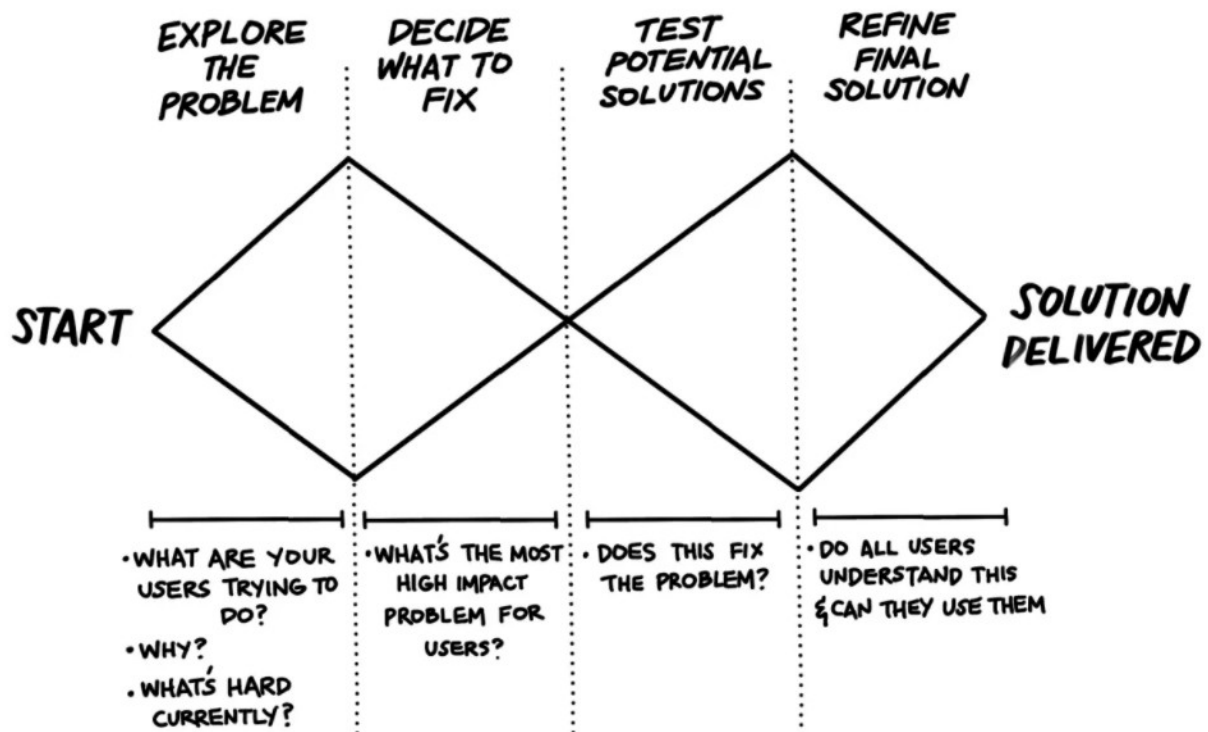 EXPLORE
THE
PROBLEM
DECIDE
WHAT TO
FIX
TEST
POTENTIAL
SOLUTIONS
REFINE
FINAL
SOLUTION
START
SOLUTION
DELIVERED
•WHAT ARE YOUR
USERS TRYING TO
DO?
•WHY?
•WHAT'S HARD
CURRENTLY?
•WHAT'S THE MOST
HIGH IMPACT
PROBLEM FOR
USERS?
•DOES THIS FIX
THE PROBLEM?
•DO ALL USERS
UNDERSTAND THIS
& CAN THEY USE THEM